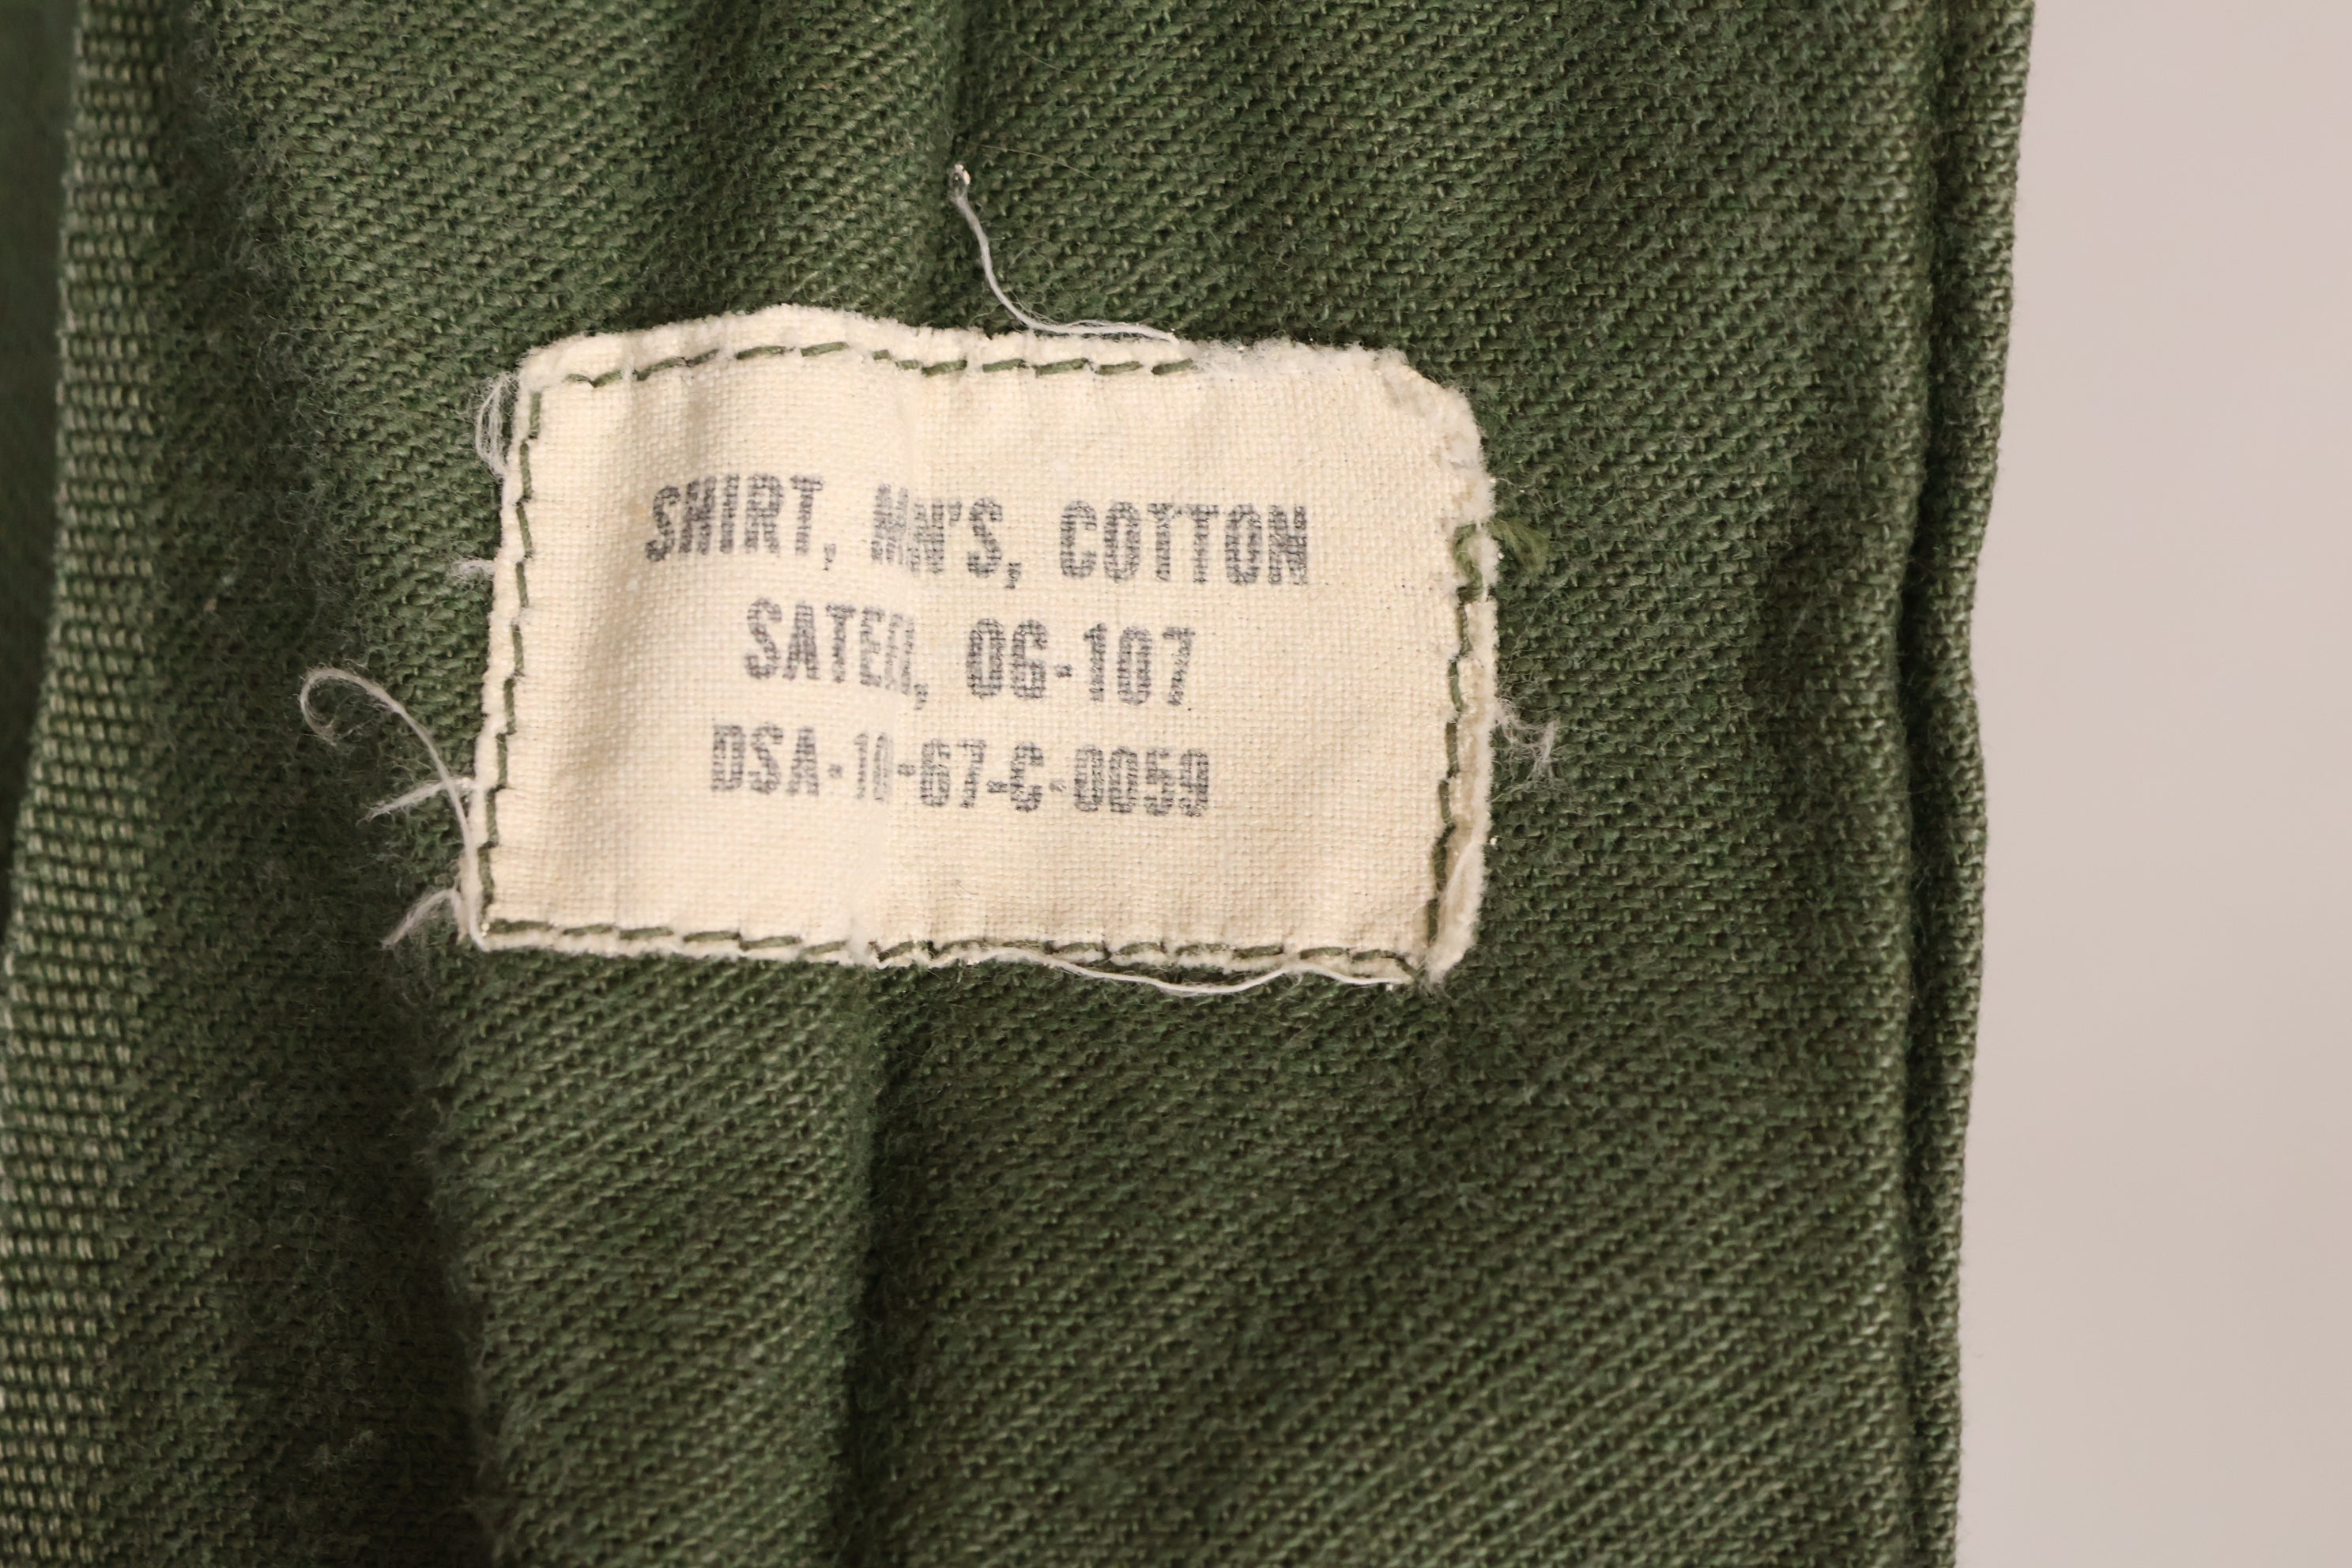 SHIRT, MN'S, COTTON
SATEEN, OG-107
DSA-10-67-C-0059